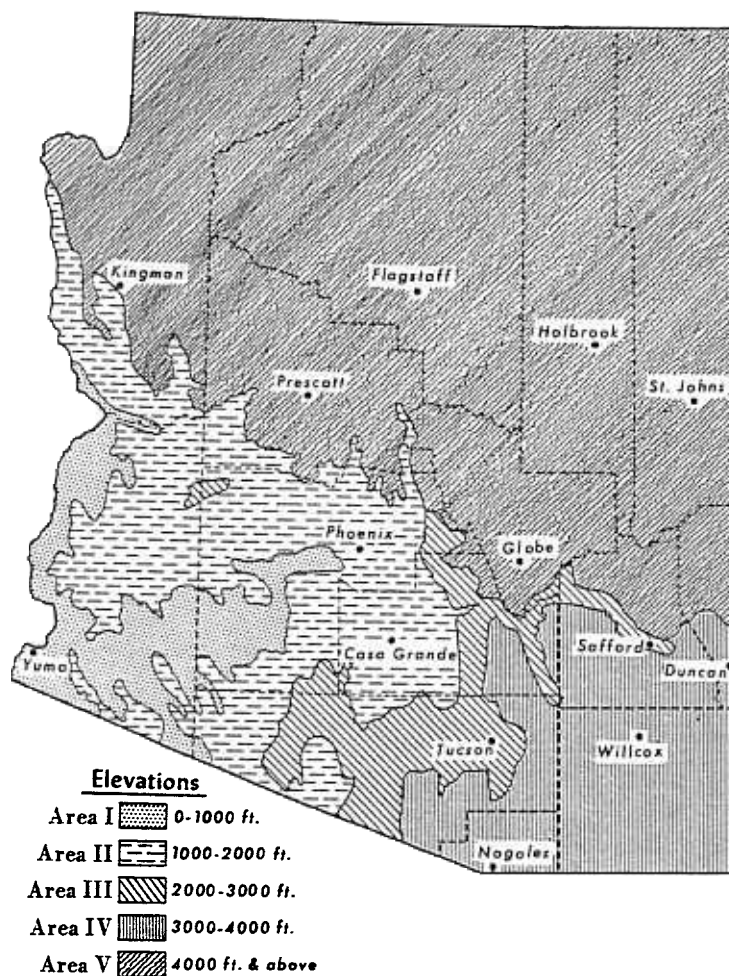 Kingman
Flagstaff
Holbrook
Prescott
St. Johns
Phoenix
Globe
Yuma
Casa Grande
Safford
Duncan
Tucson
Willcox
Nogales
Elevations
Area I 0-1000 ft.
Area II 1000-2000 ft.
Area III 2000-3000 ft.
Area IV 3000-4000 ft.
Area V 4000 ft. & above